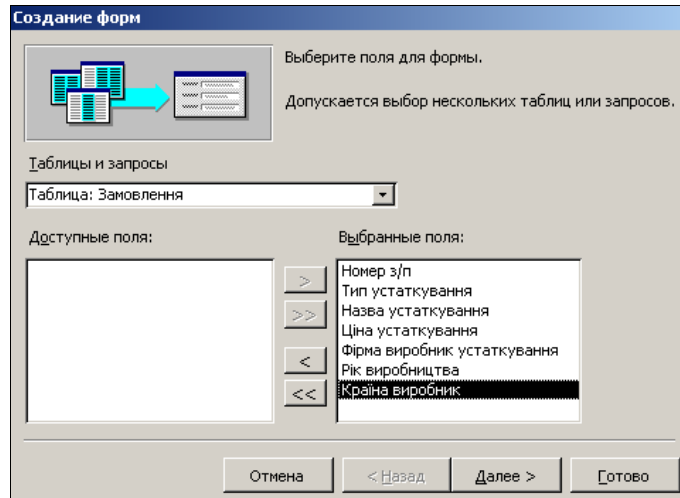 Создание форм
Выберите поля для формы.
Допускается выбор нескольких таблиц или запросов.
Таблицы и запросы
Таблица: Замовлення
Доступные поля:
Выбранные поля:
>
>>
<
<<
Номер з/п
Тип устаткування
Назва устаткування
Ціна устаткування
Фірма виробник устаткування
Рік виробництва
Країна виробник
Отмена
< Назад
Далее >
Готово